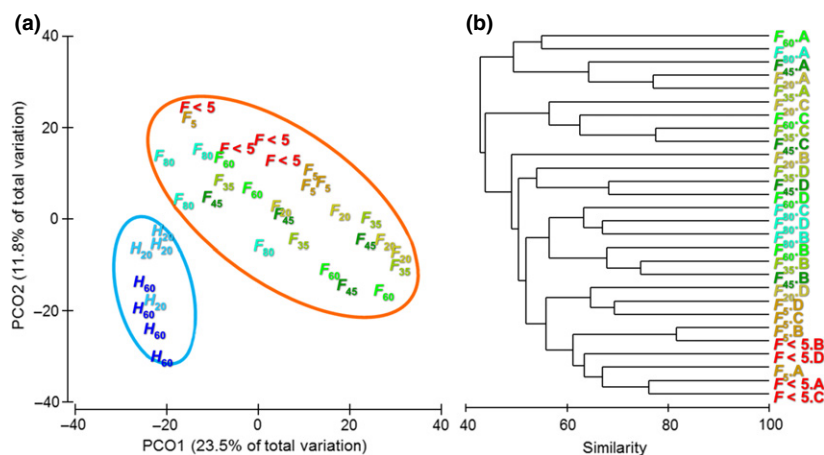 (a)
40
20
0
−20
−40
PCO2 (11.8% of total variation)
F < 5
F5
F < 5
F < 5
F < 5
F80
F80
F60
F5
F5
F5
F35
F60
F80
F45
F20
F45
F20
F35
F35
F45
F20
F80
F20
F35
F60
F45
F60
H20
H20
H20
H60
H20
H60
H60
H60
−40
−20
0
20
40
PCO1 (23.5% of total variation)
(b)
F60.A
F80.A
F45.A
F20.A
F35.A
F20.C
F60.C
F35.C
F45.C
F20.B
F35.D
F45.D
F60.D
F80.C
F80.D
F80.B
F60.B
F35.B
F45.B
F20.D
F5.D
F5.C
F5.B
F < 5.B
F < 5.D
F5.A
F < 5.A
F < 5.C
40
60
80
100
Similarity